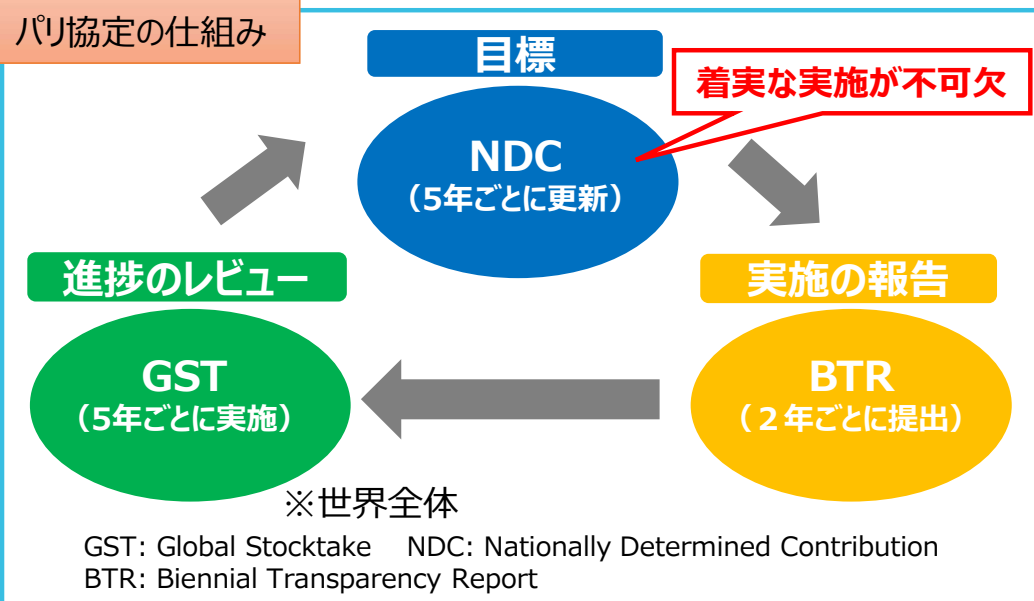 パリ協定の仕組み
目標
着実な実施が不可欠
NDC
（5年ごとに更新）
進捗のレビュー
実施の報告
GST
（5年ごとに実施）
BTR
（２年ごとに提出）
※世界全体
GST: Global Stocktake NDC: Nationally Determined Contribution
BTR: Biennial Transparency Report